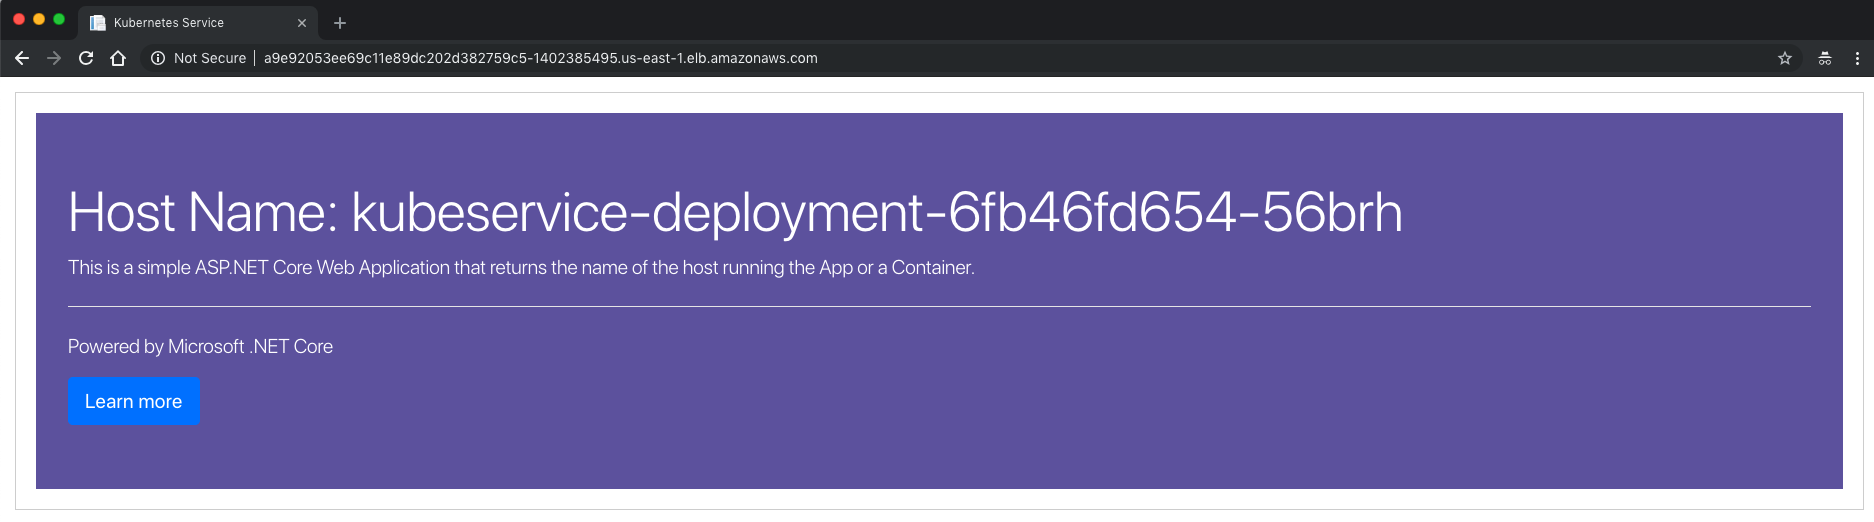 Kubernetes Service
Not Secure | a9e92053ee69c11e89dc202d382759c5-1402385495.us-east-1.elb.amazonaws.com
Host Name: kubeservice-deployment-6fb46fd654-56brh
This is a simple ASP.NET Core Web Application that returns the name of the host running the App or a Container.
Powered by Microsoft .NET Core
Learn more